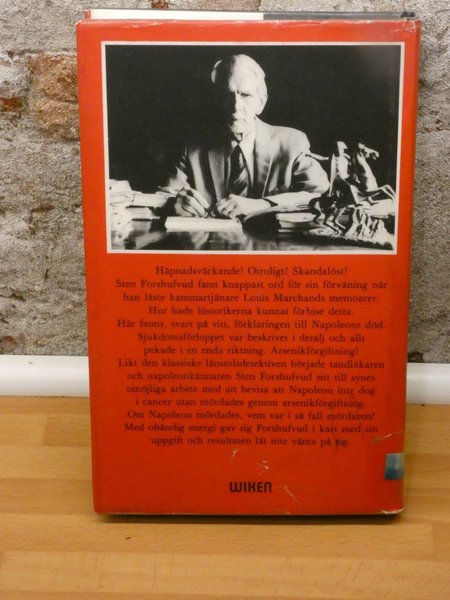 Häpnadsväckande! Otroligt! Skandalöst!
Sten Forshufvud fann knappast ord för sin förvåning när
han läste kammartjänare Louis Marchands memoarer.
Hur hade historikerna kunnat förbise detta.
Här fanns, svart på vitt, förklaringen till Napoleons död.
Sjukdomsförloppet var beskrivet i detalj och allt
pekade i en enda riktning. Arsenikförgiftning!
Likt den klassiske länstolsdetektiven började tandläkaren
och napoleonkännaren Sten Forshufvud sitt till synes
omöjliga arbete med att bevisa att Napoleon inte dog
i cancer utan mördades genom arsenikförgiftning.
Om Napoleon mördades, vem var i så fall mördaren?
Med obändig energi gav sig Forshufvud i kast med sin
uppgift och resultaten lät inte vänta på sig.
WIKEN